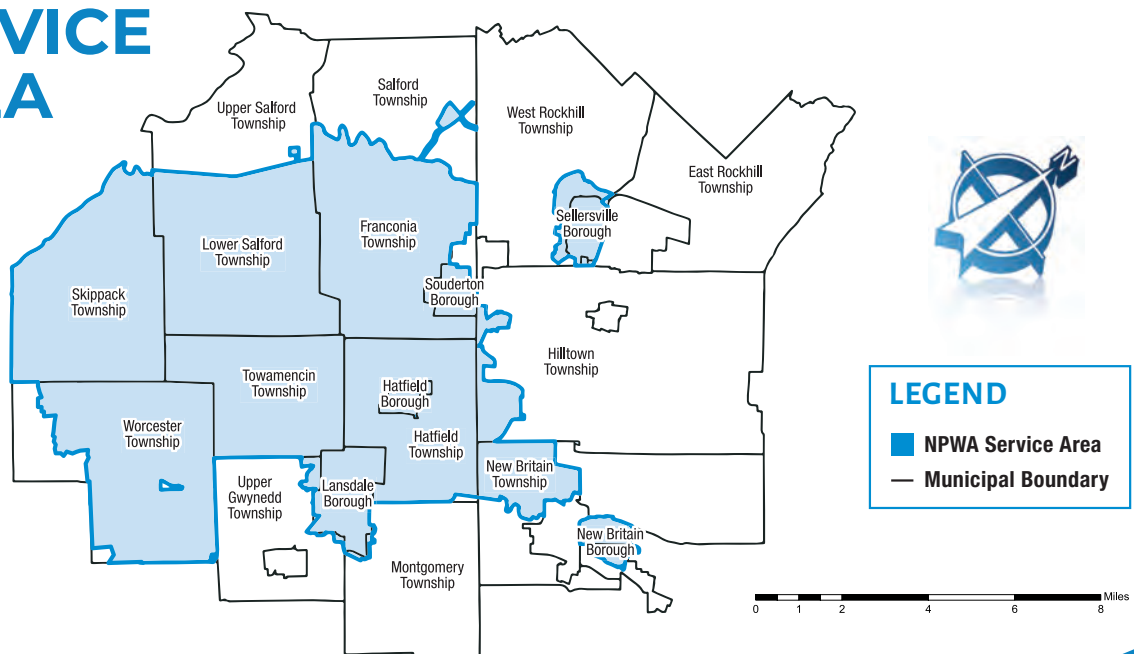 VICE
A
Salford
Township
Upper Salford
Township
West Rockhill
Township
East Rockhill
Township
Sellersville
Borough
Franconia
Township
Lower Salford
Township
Souderton
Borough
Skippack
Township
Hilltown
Township
Towamencin
Township
Hatfield
Borough
Worcester
Township
Hatfield
Township
New Britain
Township
Upper
Gwynedd
Township
Lansdale
Borough
New Britain
Borough
Montgomery
Township
N
LEGEND
NPWA Service Area
Municipal Boundary
Miles
0 1 2 4 6 8